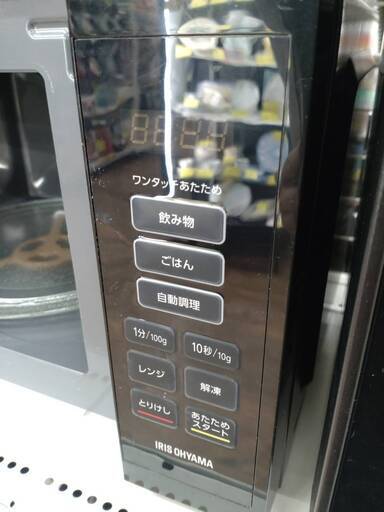 ワンタッチあたため
飲み物
ごはん
自動調理
1分/100g
10秒/10g
レンジ
解凍
とりけし
あたため
スタート
IRIS OHYAMA